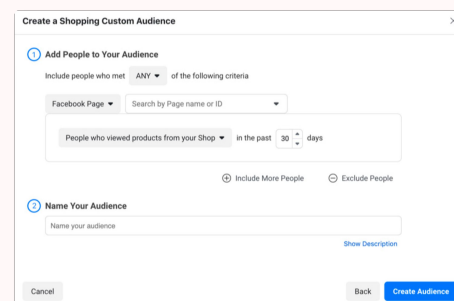 Create a Shopping Custom Audience
1 Add People to Your Audience
Include people who met ANY of the following criteria
Facebook Page Search by Page name or ID
People who viewed products from your Shop in the past 30 days
Include More People Exclude People
2 Name Your Audience
Name your audience
Show Description
Cancel Back Create Audience